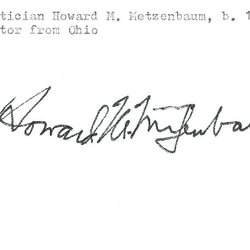 tician Howard M. Metzenbaum, b. 1
tor from Ohio
Howard M. Metzenba